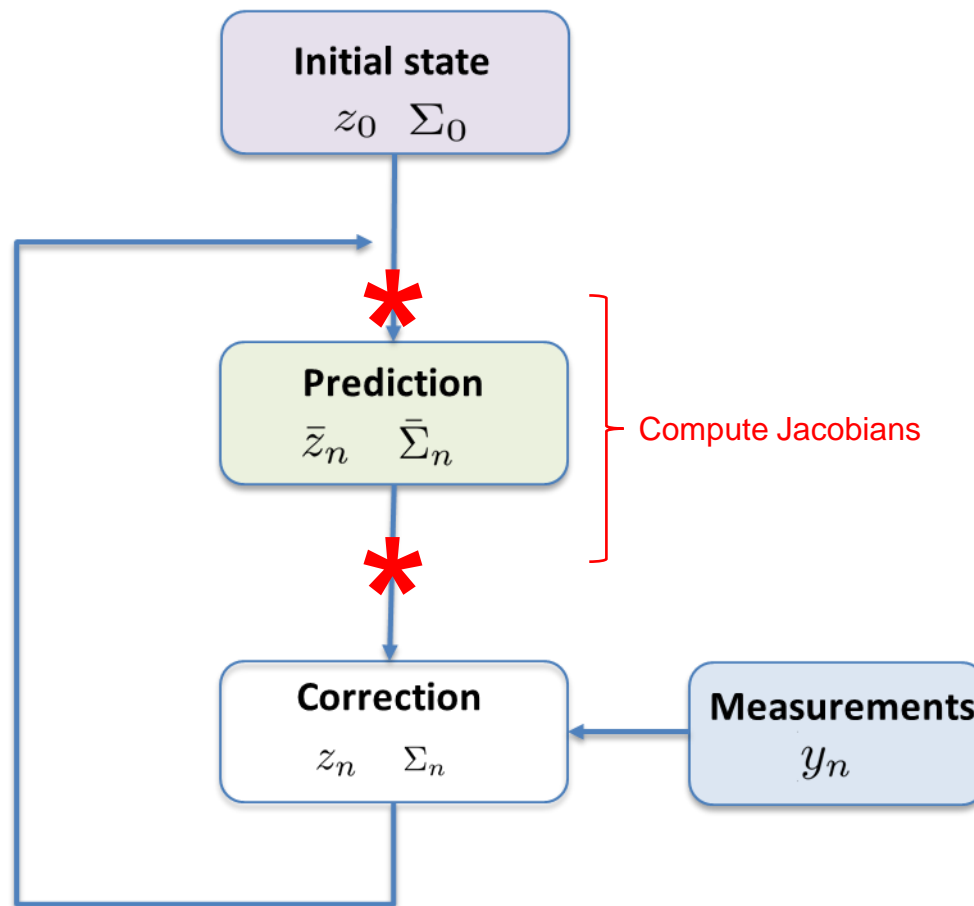 Initial state
z₀ Σ₀
*
Prediction
z̄ₙ Σ̄ₙ
Compute Jacobians
*
Correction
zₙ Σₙ
Measurements
yₙ